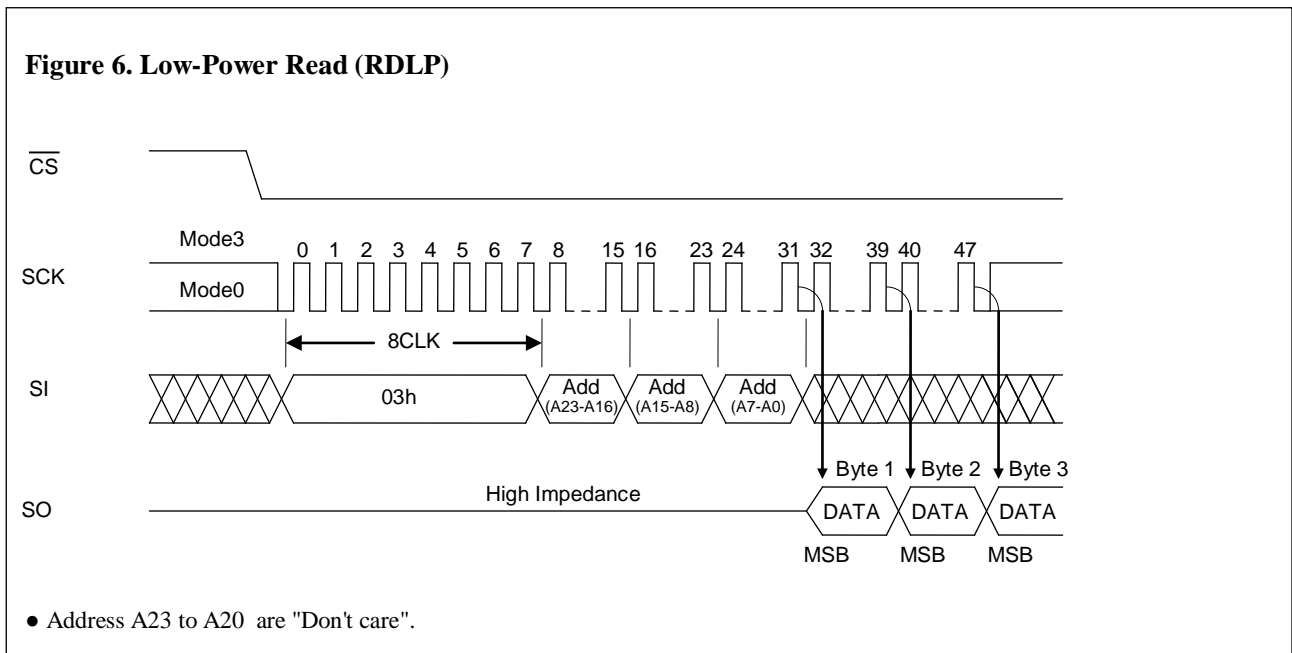 Figure 6. Low-Power Read (RDLP)
CS
Mode3
0 1 2 3 4 5 6 7 8 15 16 23 24 31 32 39 40 47
SCK
Mode0
8CLK
SI
03h
Add
(A23-A16)
Add
(A15-A8)
Add
(A7-A0)
Byte 1 Byte 2 Byte 3
High Impedance
SO
DATA DATA DATA
MSB MSB MSB
● Address A23 to A20 are "Don't care".